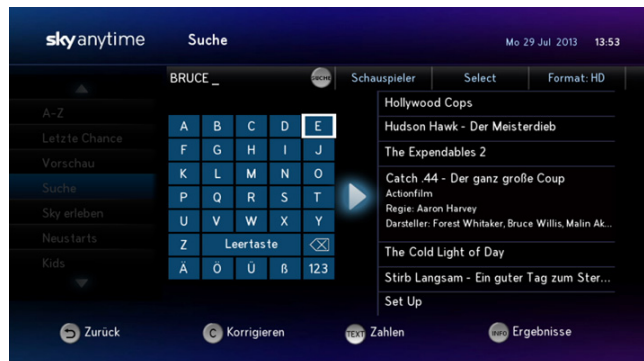 sky anytime
Suche
Mo 29 Jul 2013 13:53
BRUCE _
SUCHE
Schauspieler
Select
Format: HD
A-Z
Letzte Chance
Vorschau
Suche
Sky erleben
Neustarts
Kids
A B C D E
F G H I J
K L M N O
P Q R S T
U V W X Y
Z Leertaste
Ä Ö Ü ß 123
Hollywood Cops
Hudson Hawk - Der Meisterdieb
The Expendables 2
Catch .44 - Der ganz große Coup
Actionfilm
Regie: Aaron Harvey
Darsteller: Forest Whitaker, Bruce Willis, Malin Ak...
The Cold Light of Day
Stirb Langsam - Ein guter Tag zum Ster...
Set Up
Zurück
C Korrigieren
TEXT Zahlen
INFO Ergebnisse